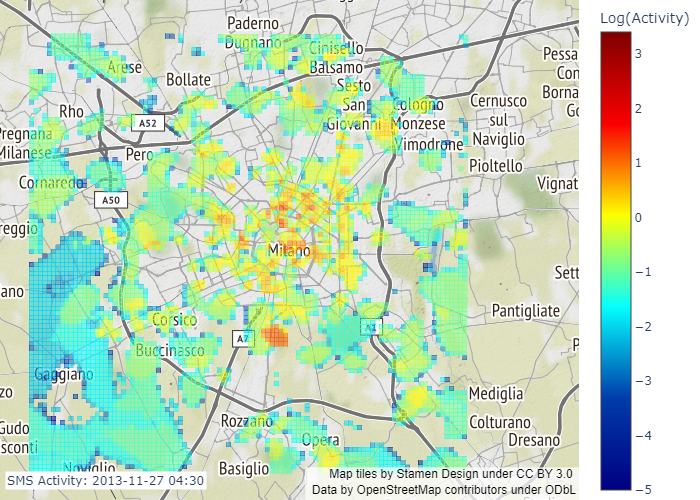 Log(Activity)
Paderno
Dugnano
Cinisello
Balsamo
Arese
Bollate
Sesto
San
Giovanni
Cologno
Monzese
Cernusco
sul
Naviglio
Pessa
Con
Borna
Go
Rho
A52
Pregnana
Milanese
Pero
Vimodrone
Pioltello
Cornaredo
A50
Vignat
reggio
Milano
Sett
ano
Corsico
A7
A1
Pantigliate
Buccinasco
P
Gaggiano
zo
Mediglia
Gudo
sconti
Rozzano
Opera
Colturano
Dresano
Noviglio
Basiglio
SMS Activity: 2013-11-27 04:30
Map tiles by Stamen Design under CC BY 3.0
Data by OpenStreetMap contributors under ODbL
3
2
1
0
−1
−2
−3
−4
−5